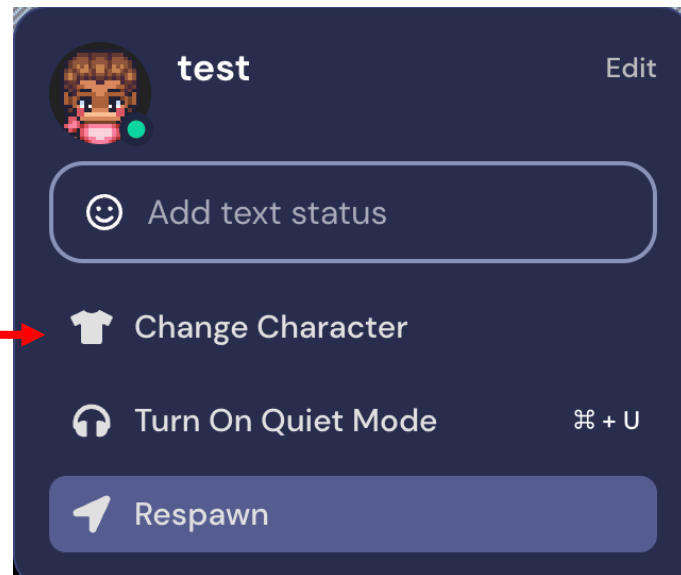 test
Edit
Add text status
Change Character
Turn On Quiet Mode ⌘ + U
Respawn